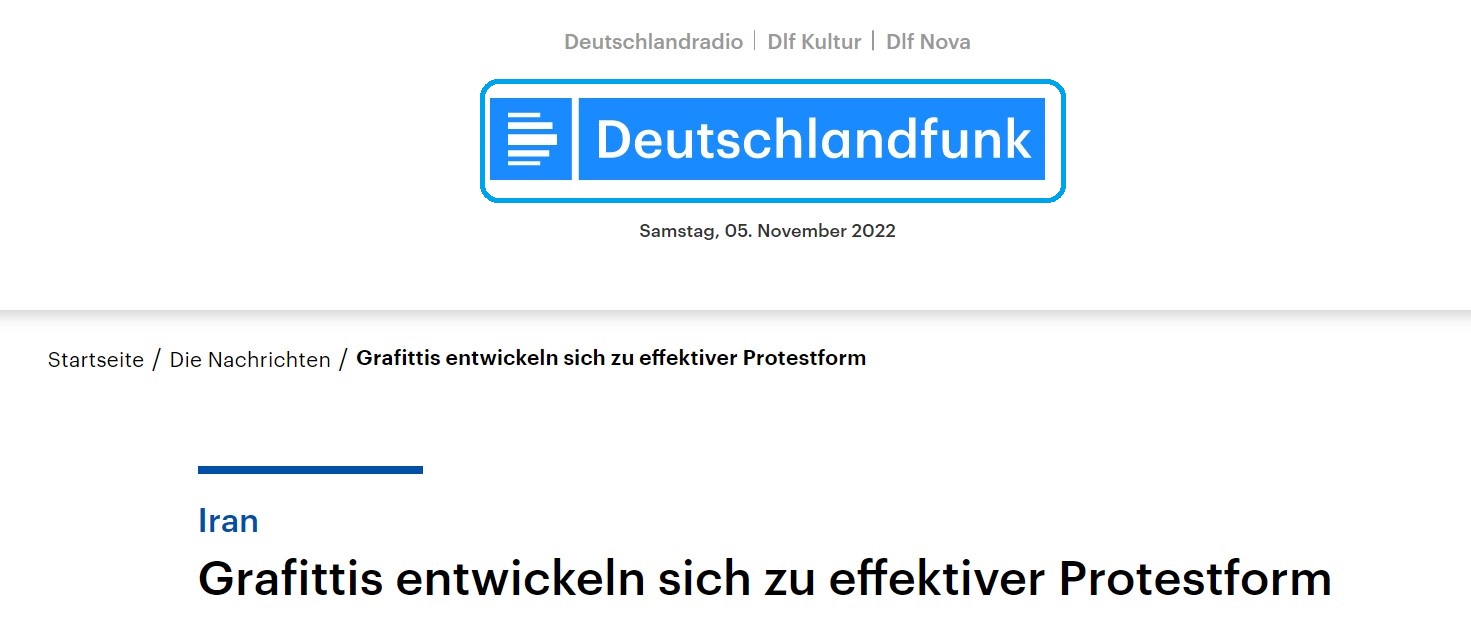 Deutschlandradio | Dlf Kultur | Dlf Nova
Deutschlandfunk
Samstag, 05. November 2022
Startseite / Die Nachrichten / Grafittis entwickeln sich zu effektiver Protestform
Iran
Grafittis entwickeln sich zu effektiver Protestform